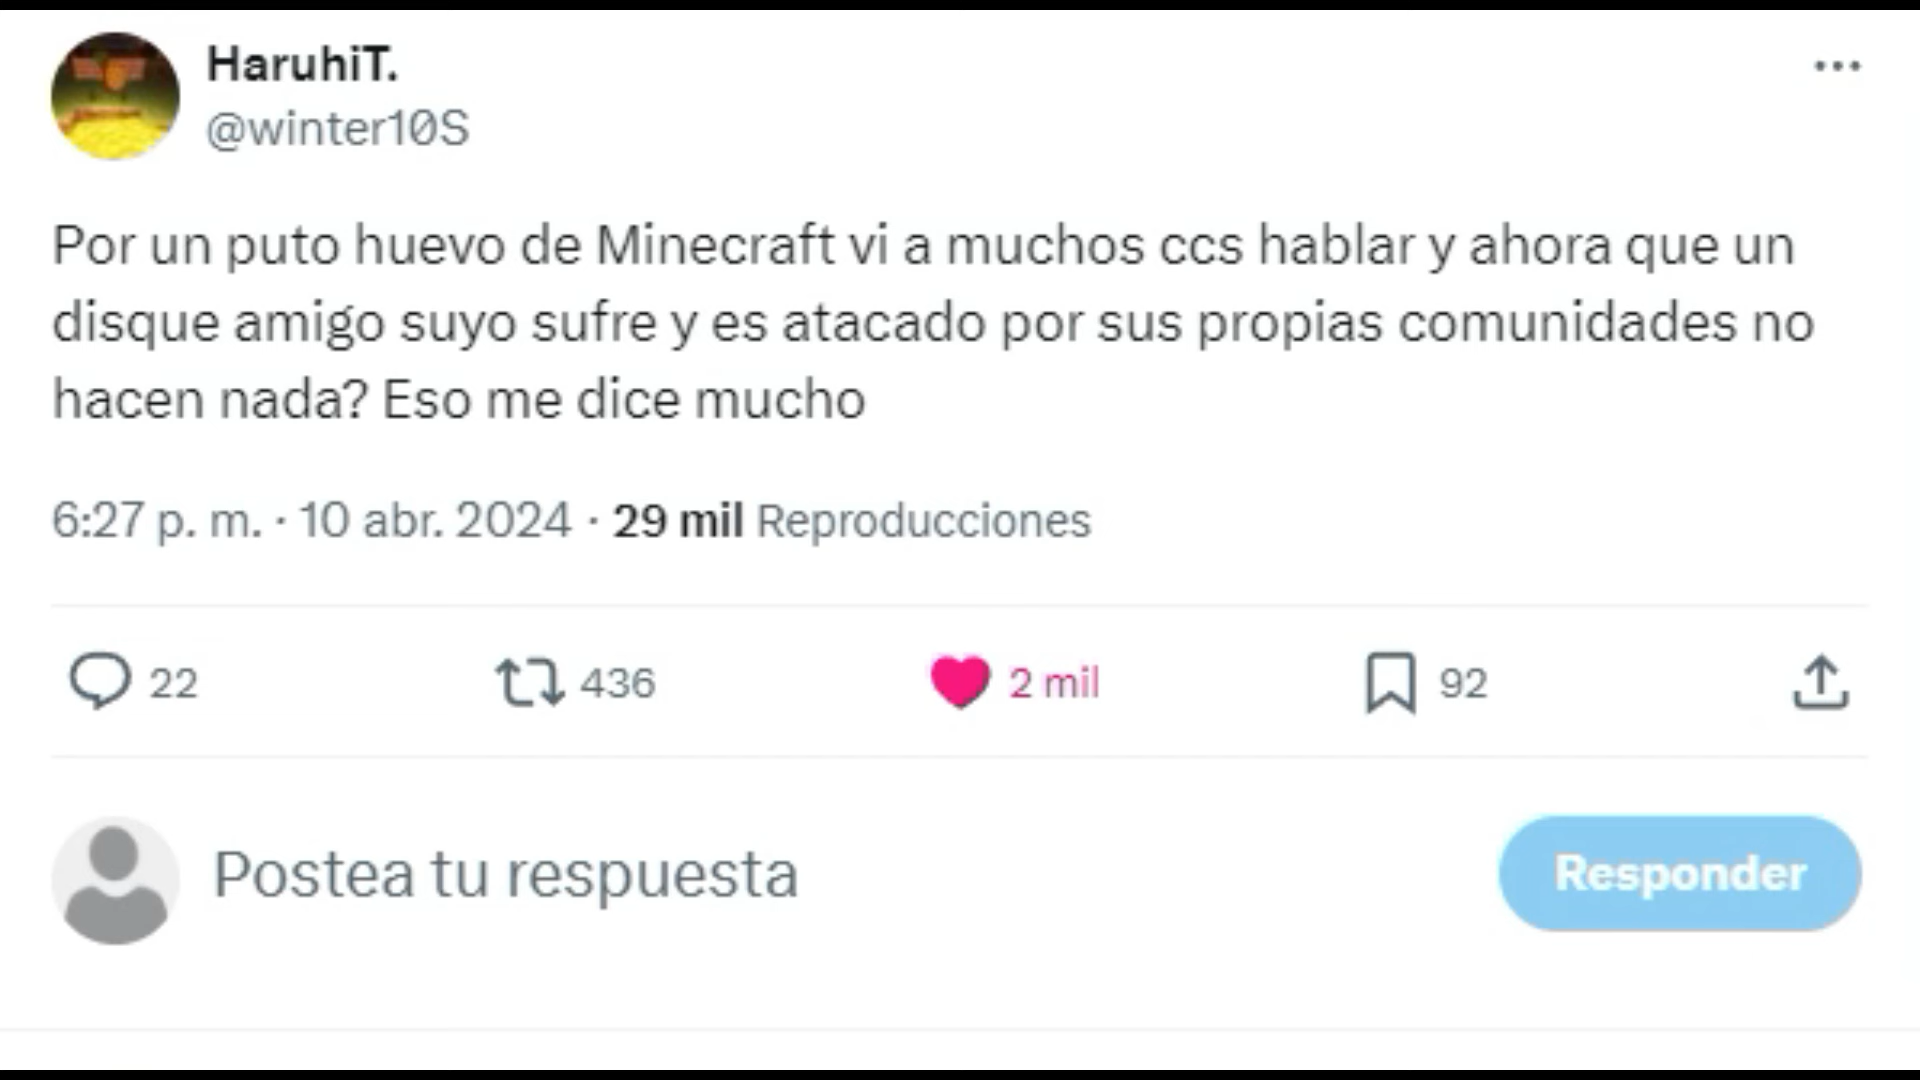 HaruhiT.
@winter10S
Por un puto huevo de Minecraft vi a muchos ccs hablar y ahora que un
disque amigo suyo sufre y es atacado por sus propias comunidades no
hacen nada? Eso me dice mucho
6:27 p. m. · 10 abr. 2024 · 29 mil Reproducciones
22 436 2 mil 92
Postea tu respuesta Responder